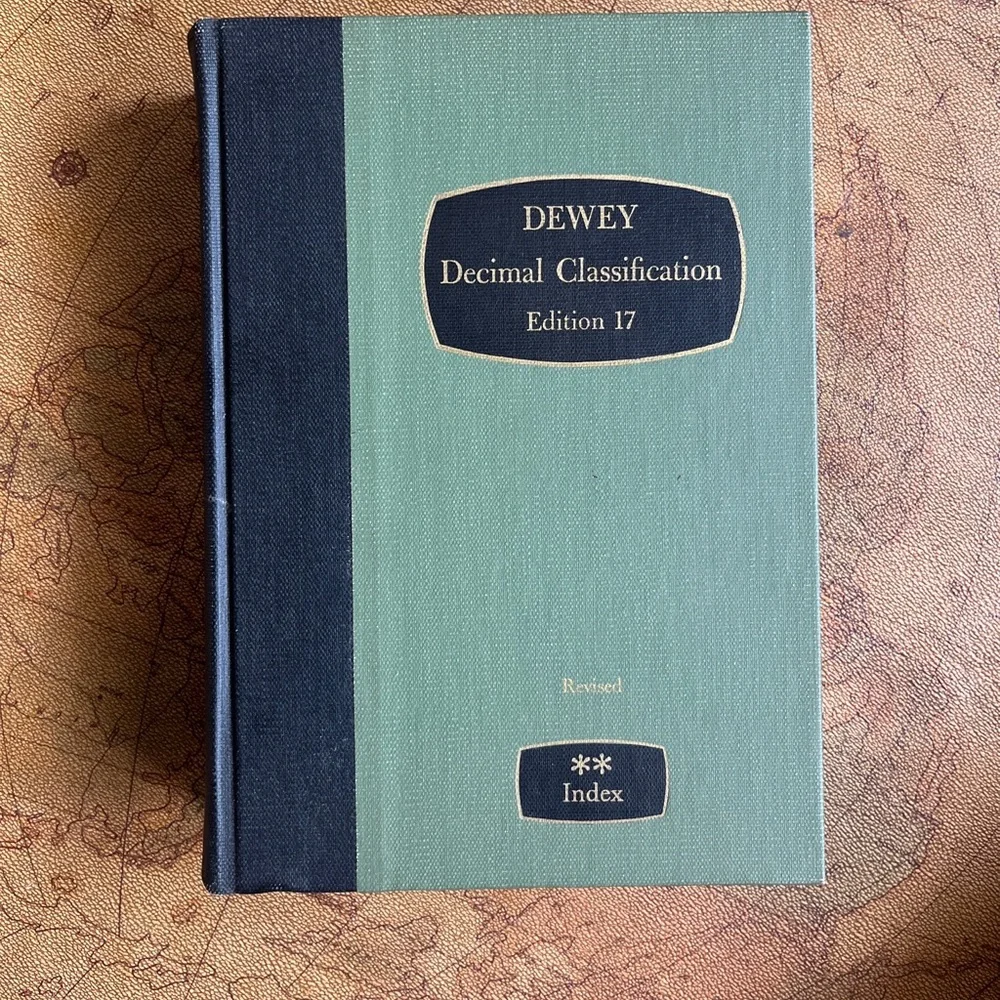 DEWEY
Decimal Classification
Edition 17
Revised
**
Index